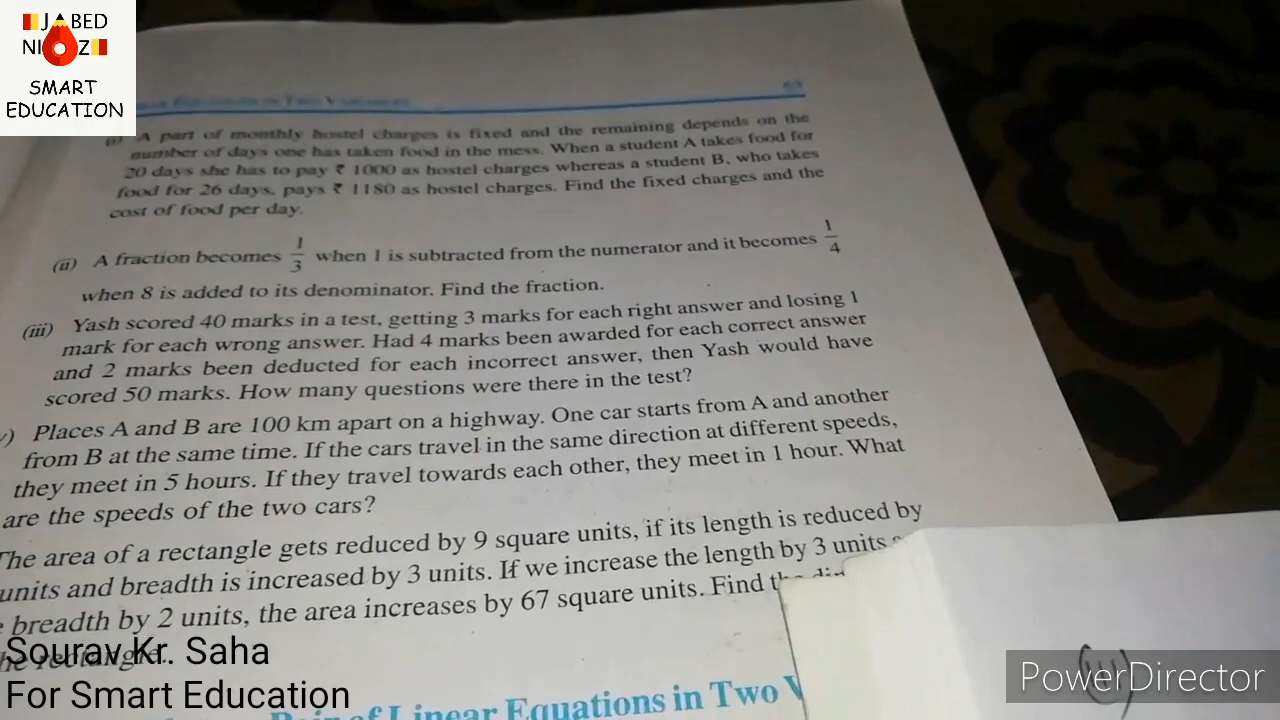 JABED
NIOZ
SMART
EDUCATION
Equations in Two Variables
63
(i) A part of monthly hostel charges is fixed and the remaining depends on the
number of days one has taken food in the mess. When a student A takes food for
20 days she has to pay ₹ 1000 as hostel charges whereas a student B, who takes
food for 26 days, pays ₹ 1180 as hostel charges. Find the fixed charges and the
cost of food per day.
(ii) A fraction becomes 1/3 when 1 is subtracted from the numerator and it becomes 1/4
when 8 is added to its denominator. Find the fraction.
(iii) Yash scored 40 marks in a test, getting 3 marks for each right answer and losing 1
mark for each wrong answer. Had 4 marks been awarded for each correct answer
and 2 marks been deducted for each incorrect answer, then Yash would have
scored 50 marks. How many questions were there in the test?
v) Places A and B are 100 km apart on a highway. One car starts from A and another
from B at the same time. If the cars travel in the same direction at different speeds,
they meet in 5 hours. If they travel towards each other, they meet in 1 hour. What
are the speeds of the two cars?
The area of a rectangle gets reduced by 9 square units, if its length is reduced by
units and breadth is increased by 3 units. If we increase the length by 3 units
breadth by 2 units, the area increases by 67 square units. Find
rectangle.
Sourav Kr. Saha
For Smart Education
Pair of Linear Equations in Two V
PowerDirector